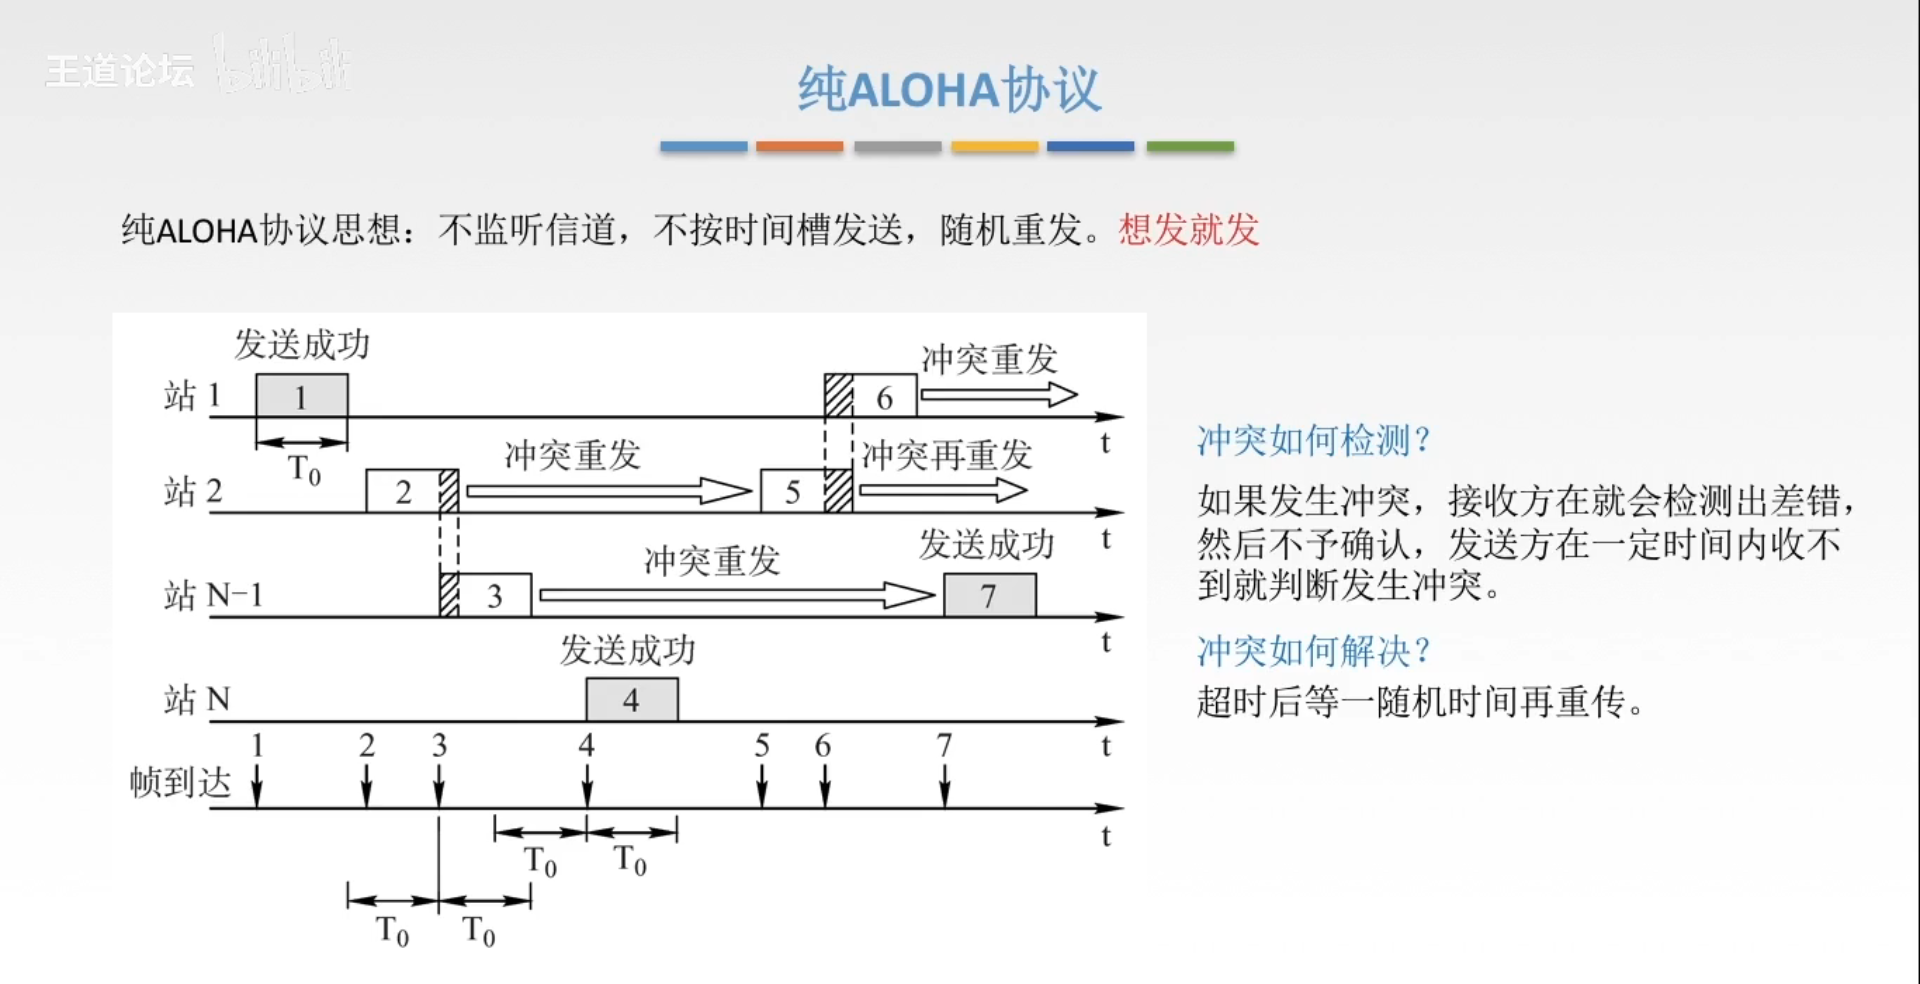 王道论坛 bilibili
纯ALOHA协议
纯ALOHA协议思想：不监听信道，不按时间槽发送，随机重发。想发就发
发送成功
冲突重发
站 1
1
6
t
T0
冲突重发
冲突再重发
站 2
2
5
t
冲突重发
发送成功
站 N-1
3
7
t
发送成功
站 N
4
t
1 2 3 4 5 6 7
帧到达
t
T0 T0
T0 T0
冲突如何检测？
如果发生冲突，接收方在就会检测出差错，
然后不予确认，发送方在一定时间内收不
到就判断发生冲突。
冲突如何解决？
超时后等一随机时间再重传。